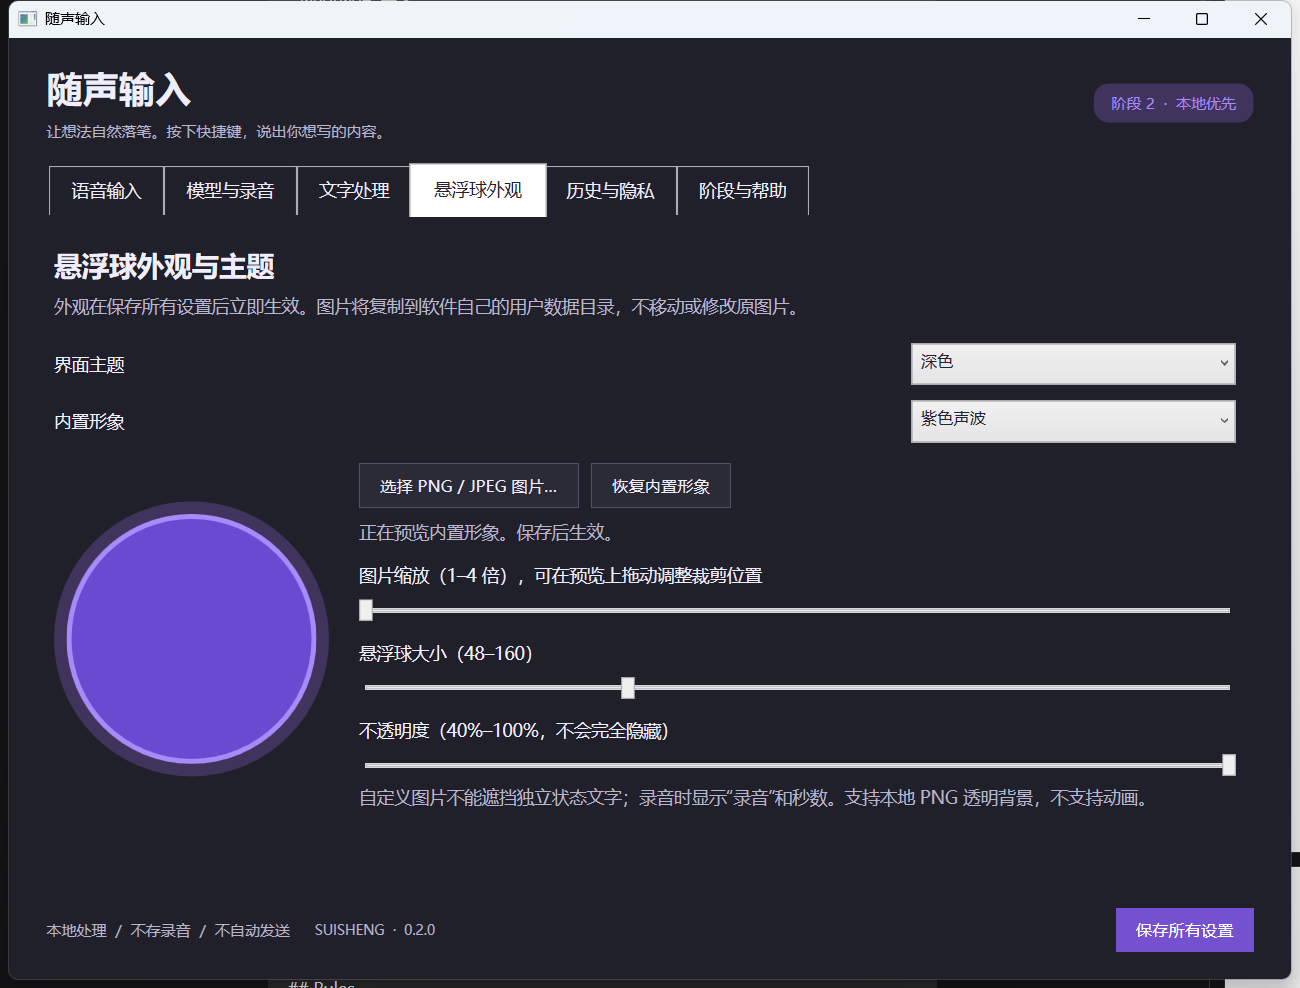 随声输入
随声输入
让想法自然落笔。按下快捷键，说出你想写的内容。
阶段 2 · 本地优先
语音输入 模型与录音 文字处理 悬浮球外观 历史与隐私 阶段与帮助
悬浮球外观与主题
外观在保存所有设置后立即生效。图片将复制到软件自己的用户数据目录，不移动或修改原图片。
界面主题 深色
内置形象 紫色声波
选择 PNG / JPEG 图片... 恢复内置形象
正在预览内置形象。保存后生效。
图片缩放（1–4 倍），可在预览上拖动调整裁剪位置
悬浮球大小（48–160）
不透明度（40%–100%，不会完全隐藏）
自定义图片不能遮挡独立状态文字；录音时显示“录音”和秒数。支持本地 PNG 透明背景，不支持动画。
本地处理 / 不存录音 / 不自动发送 SUISHENG · 0.2.0
保存所有设置
## Rules